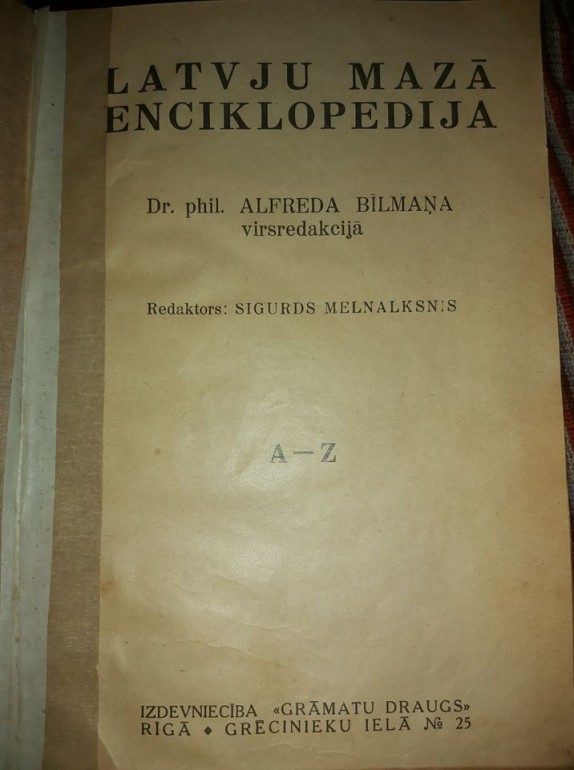 LATVJU MAZĀ
ENCIKLOPEDIJA
Dr. phil. ALFREDA BĪLMAŅA
virsredakcijā
Redaktors: SIGURDS MELNALKSNIS
A—Z
IZDEVNIECĪBA «GRĀMATU DRAUGS»
RĪGĀ ◆ GRĒCINIEKU IELĀ № 25